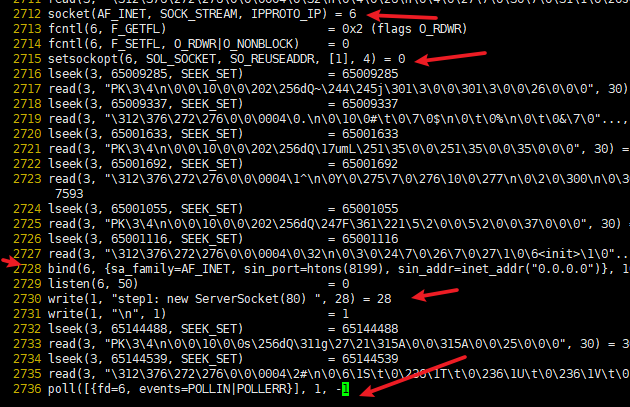 2711 read(3,
2712 socket(AF_INET, SOCK_STREAM, IPPROTO_IP) = 6
2713 fcntl(6, F_GETFL) = 0x2 (flags O_RDWR)
2714 fcntl(6, F_SETFL, O_RDWR|O_NONBLOCK) = 0
2715 setsockopt(6, SOL_SOCKET, SO_REUSEADDR, [1], 4) = 0
2716 lseek(3, 65009285, SEEK_SET) = 65009285
2717 read(3, "PK\3\4\n\0\0\10\0\0\202\256dQ~\244\245j\301\3\0\0\301\3\0\0\26\0\0\0", 30)
2718 lseek(3, 65009337, SEEK_SET) = 65009337
2719 read(3, "\312\376\272\276\0\0\0004\0.\n\0\10\0#\t\0\7\0$\n\0\t\0%\n\0\t\0&\7\0"...,
2720 lseek(3, 65001633, SEEK_SET) = 65001633
2721 read(3, "PK\3\4\n\0\0\10\0\0\202\256dQ\17umL\251\35\0\0\251\35\0\0\35\0\0\0", 30) =
2722 lseek(3, 65001692, SEEK_SET) = 65001692
2723 read(3, "\312\376\272\276\0\0\0004\1^\n\0Y\0\275\7\0\276\10\0\277\n\0\2\0\300\n\0\3
7593
2724 lseek(3, 65001055, SEEK_SET) = 65001055
2725 read(3, "PK\3\4\n\0\0\10\0\0\202\256dQ\247F\361\221\5\2\0\0\5\2\0\0\37\0\0\0", 30) =
2726 lseek(3, 65001116, SEEK_SET) = 65001116
2727 read(3, "\312\376\272\276\0\0\0004\0\32\n\0\3\0\24\7\0\26\7\0\27\1\0\6<init>\1\0"...
2728 bind(6, {sa_family=AF_INET, sin_port=htons(8199), sin_addr=inet_addr("0.0.0.0")}, 1
2729 listen(6, 50) = 0
2730 write(1, "step1: new ServerSocket(80) ", 28) = 28
2731 write(1, "\n", 1) = 1
2732 lseek(3, 65144488, SEEK_SET) = 65144488
2733 read(3, "PK\3\4\n\0\0\10\0\0s\256dQ\311g\27\21\315A\0\0\315A\0\0\25\0\0\0", 30) = 3
2734 lseek(3, 65144539, SEEK_SET) = 65144539
2735 read(3, "\312\376\272\276\0\0\0004\2#\n\0\6\1S\t\0\236\1T\t\0\236\1U\t\0\236\1V\t\0
2736 poll([{fd=6, events=POLLIN|POLLERR}], 1, -1